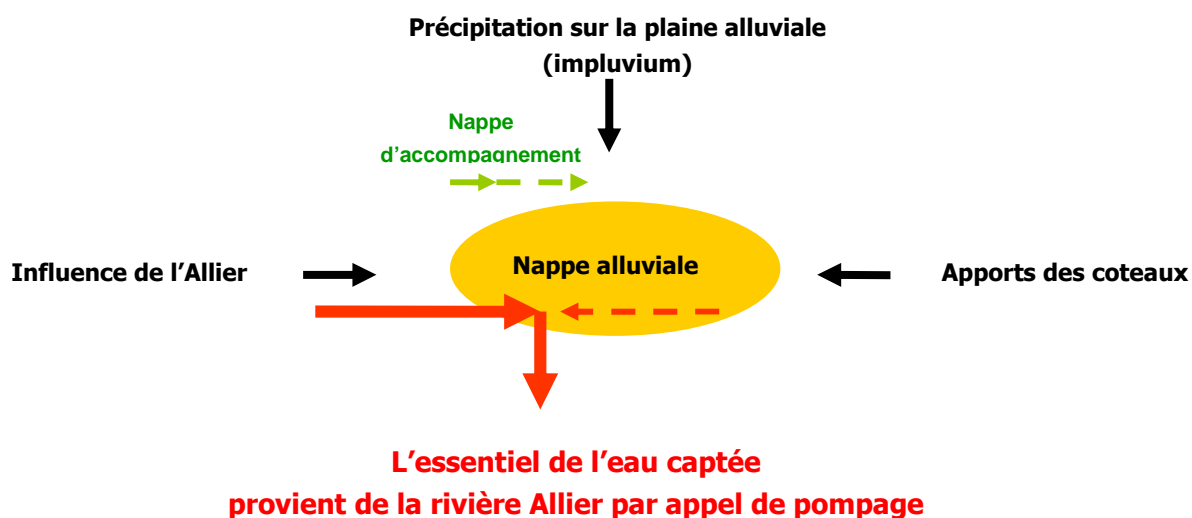 Précipitation sur la plaine alluviale
(impluvium)
Nappe
d'accompagnement
Influence de l'Allier
Nappe alluviale
Apports des coteaux
L'essentiel de l'eau captée
provient de la rivière Allier par appel de pompage